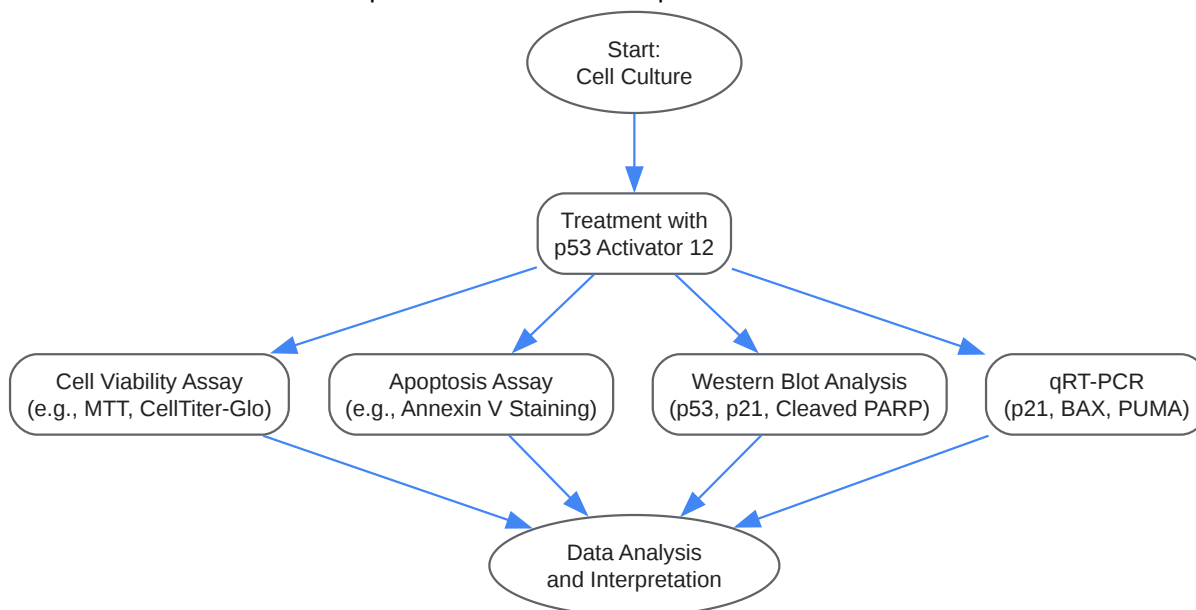 Start:
Cell Culture
Treatment with
p53 Activator 12
Cell Viability Assay
(e.g., MTT, CellTiter-Glo)
Apoptosis Assay
(e.g., Annexin V Staining)
Western Blot Analysis
(p53, p21, Cleaved PARP)
qRT-PCR
(p21, BAX, PUMA)
Data Analysis
and Interpretation